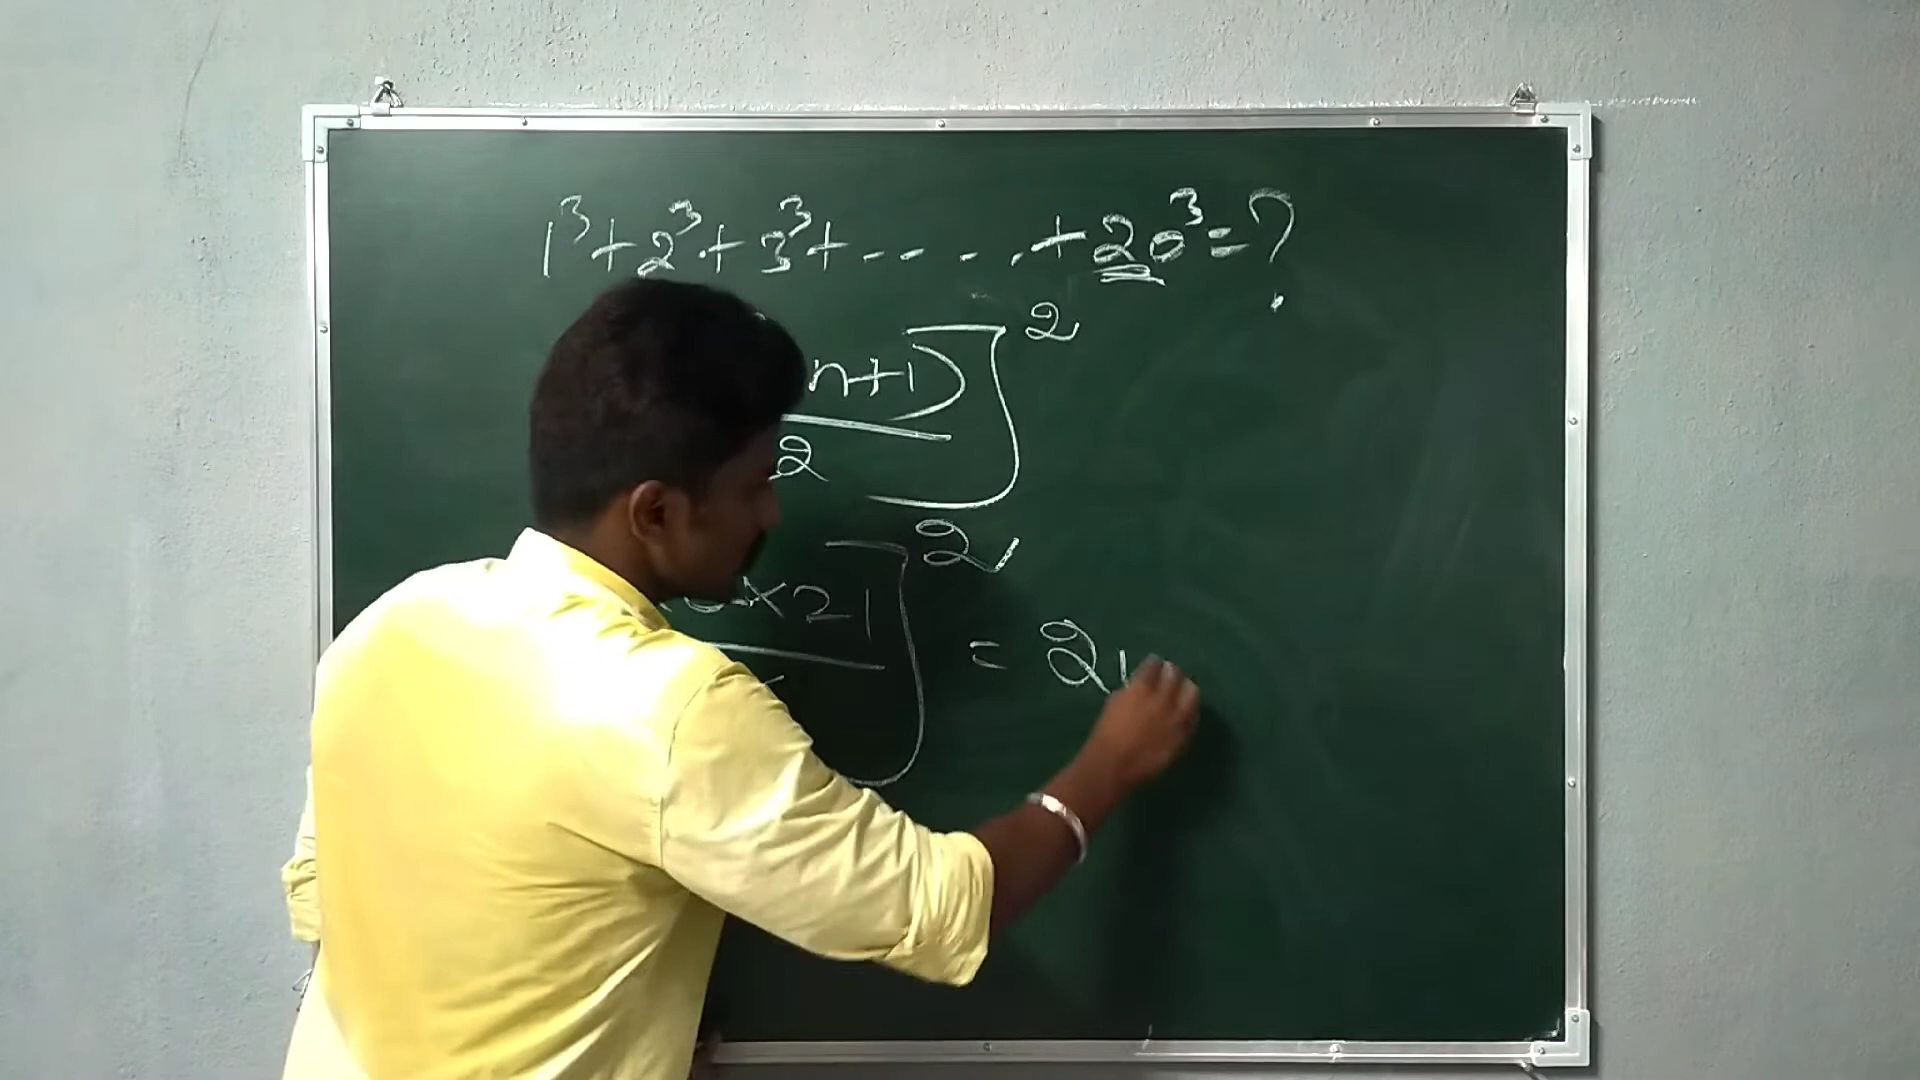 1³+2³+3³+.......+20³=?
n+1)]²
2
×21]²
= 2